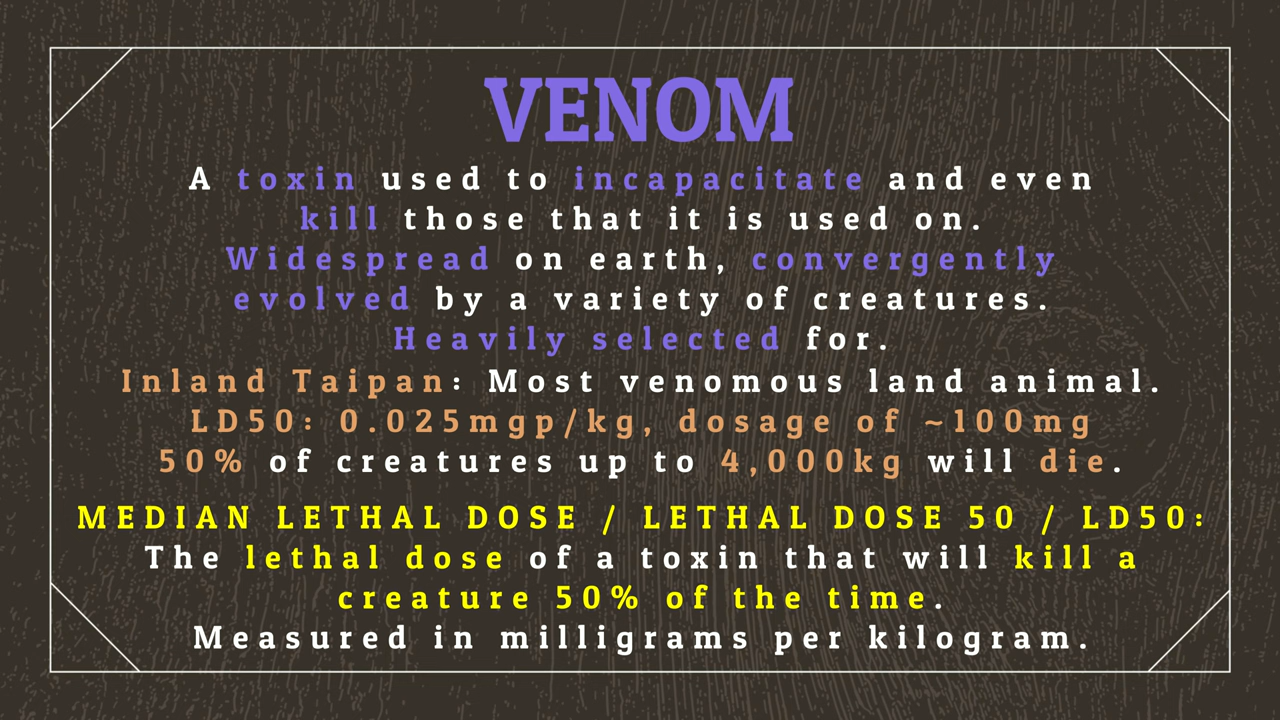 VENOM
A toxin used to incapacitate and even
kill those that it is used on.
Widespread on earth, convergently
evolved by a variety of creatures.
Heavily selected for.
Inland Taipan: Most venomous land animal.
LD50: 0.025mgp/kg, dosage of ~100mg
50% of creatures up to 4,000kg will die.
MEDIAN LETHAL DOSE / LETHAL DOSE 50 / LD50:
The lethal dose of a toxin that will kill a
creature 50% of the time.
Measured in milligrams per kilogram.